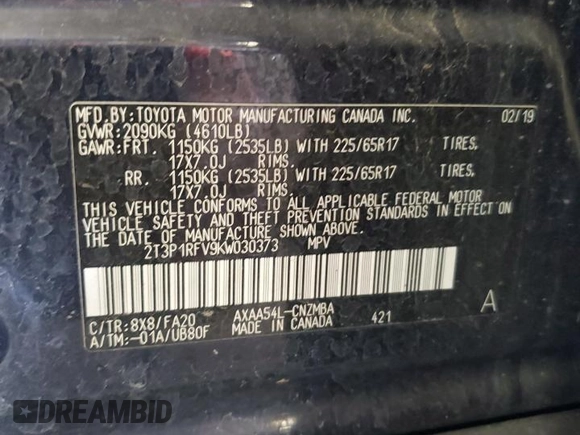 MFD.BY:TOYOTA MOTOR MANUFACTURING CANADA INC. 02/19
GVWR:2090KG (4610LB)
GAWR:FRT. 1150KG (2535LB) WITH 225/65R17 TIRES,
17X7.0J RIMS.
RR. 1150KG (2535LB) WITH 225/65R17 TIRES,
17X7.0J RIMS.
THIS VEHICLE CONFORMS TO ALL APPLICABLE FEDERAL MOTOR
VEHICLE SAFETY AND THEFT PREVENTION STANDARDS IN EFFECT ON
THE DATE OF MANUFACTURE SHOWN ABOVE.
2T3P1RFV9KW030373 MPV
C/TR:8X8/FA20 AXAA54L-CNZMBA A
A/TM:-01A/UB80F MADE IN CANADA 421
DREAMBID